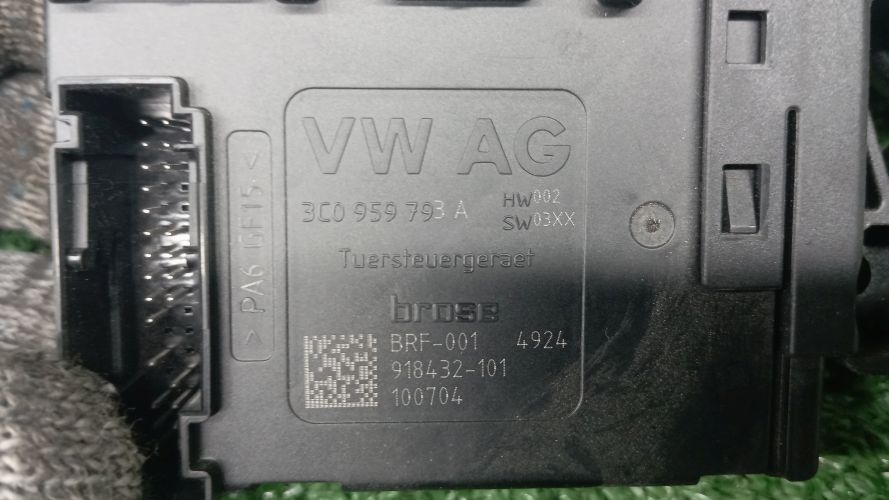 VW AG
3C0 959 793 A
HW002
SW03XX
Tuersteuergeraet
brose
BRF-001 4924
918432-101
100704
>PA6 GF15<